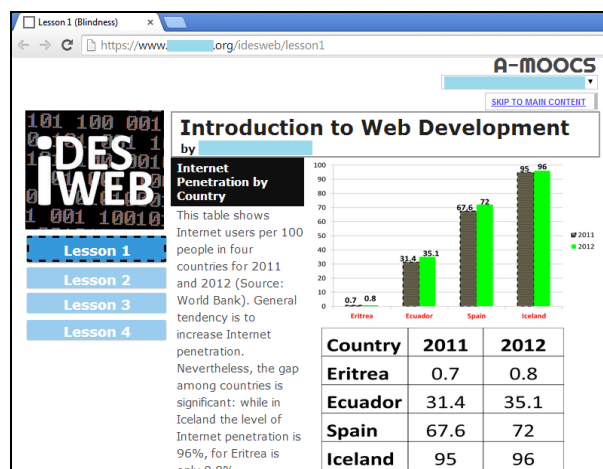 Lesson 1 (Blindness)
https://www. .org/idesweb/lesson1
A-MOOCS
SKIP TO MAIN CONTENT
101 100 001
iDES
WEB
1 001 10010
Introduction to Web Development
by
Lesson 1
Lesson 2
Lesson 3
Lesson 4
Internet
Penetration by
Country
This table shows
Internet users per 100
people in four
countries for 2011
and 2012 (Source:
World Bank). General
tendency is to
increase Internet
penetration.
Nevertheless, the gap
among countries is
significant: while in
Iceland the level of
Internet penetration is
96%, for Eritrea is
only 0.8%
100
90
80
70
60
50
40
30
20
10
0.7 0.8
31.4 35.1
67,6 72
95 96
Eritrea Ecuador Spain Iceland
2011
2012
Country 2011 2012
Eritrea 0.7 0.8
Ecuador 31.4 35.1
Spain 67.6 72
Iceland 95 96